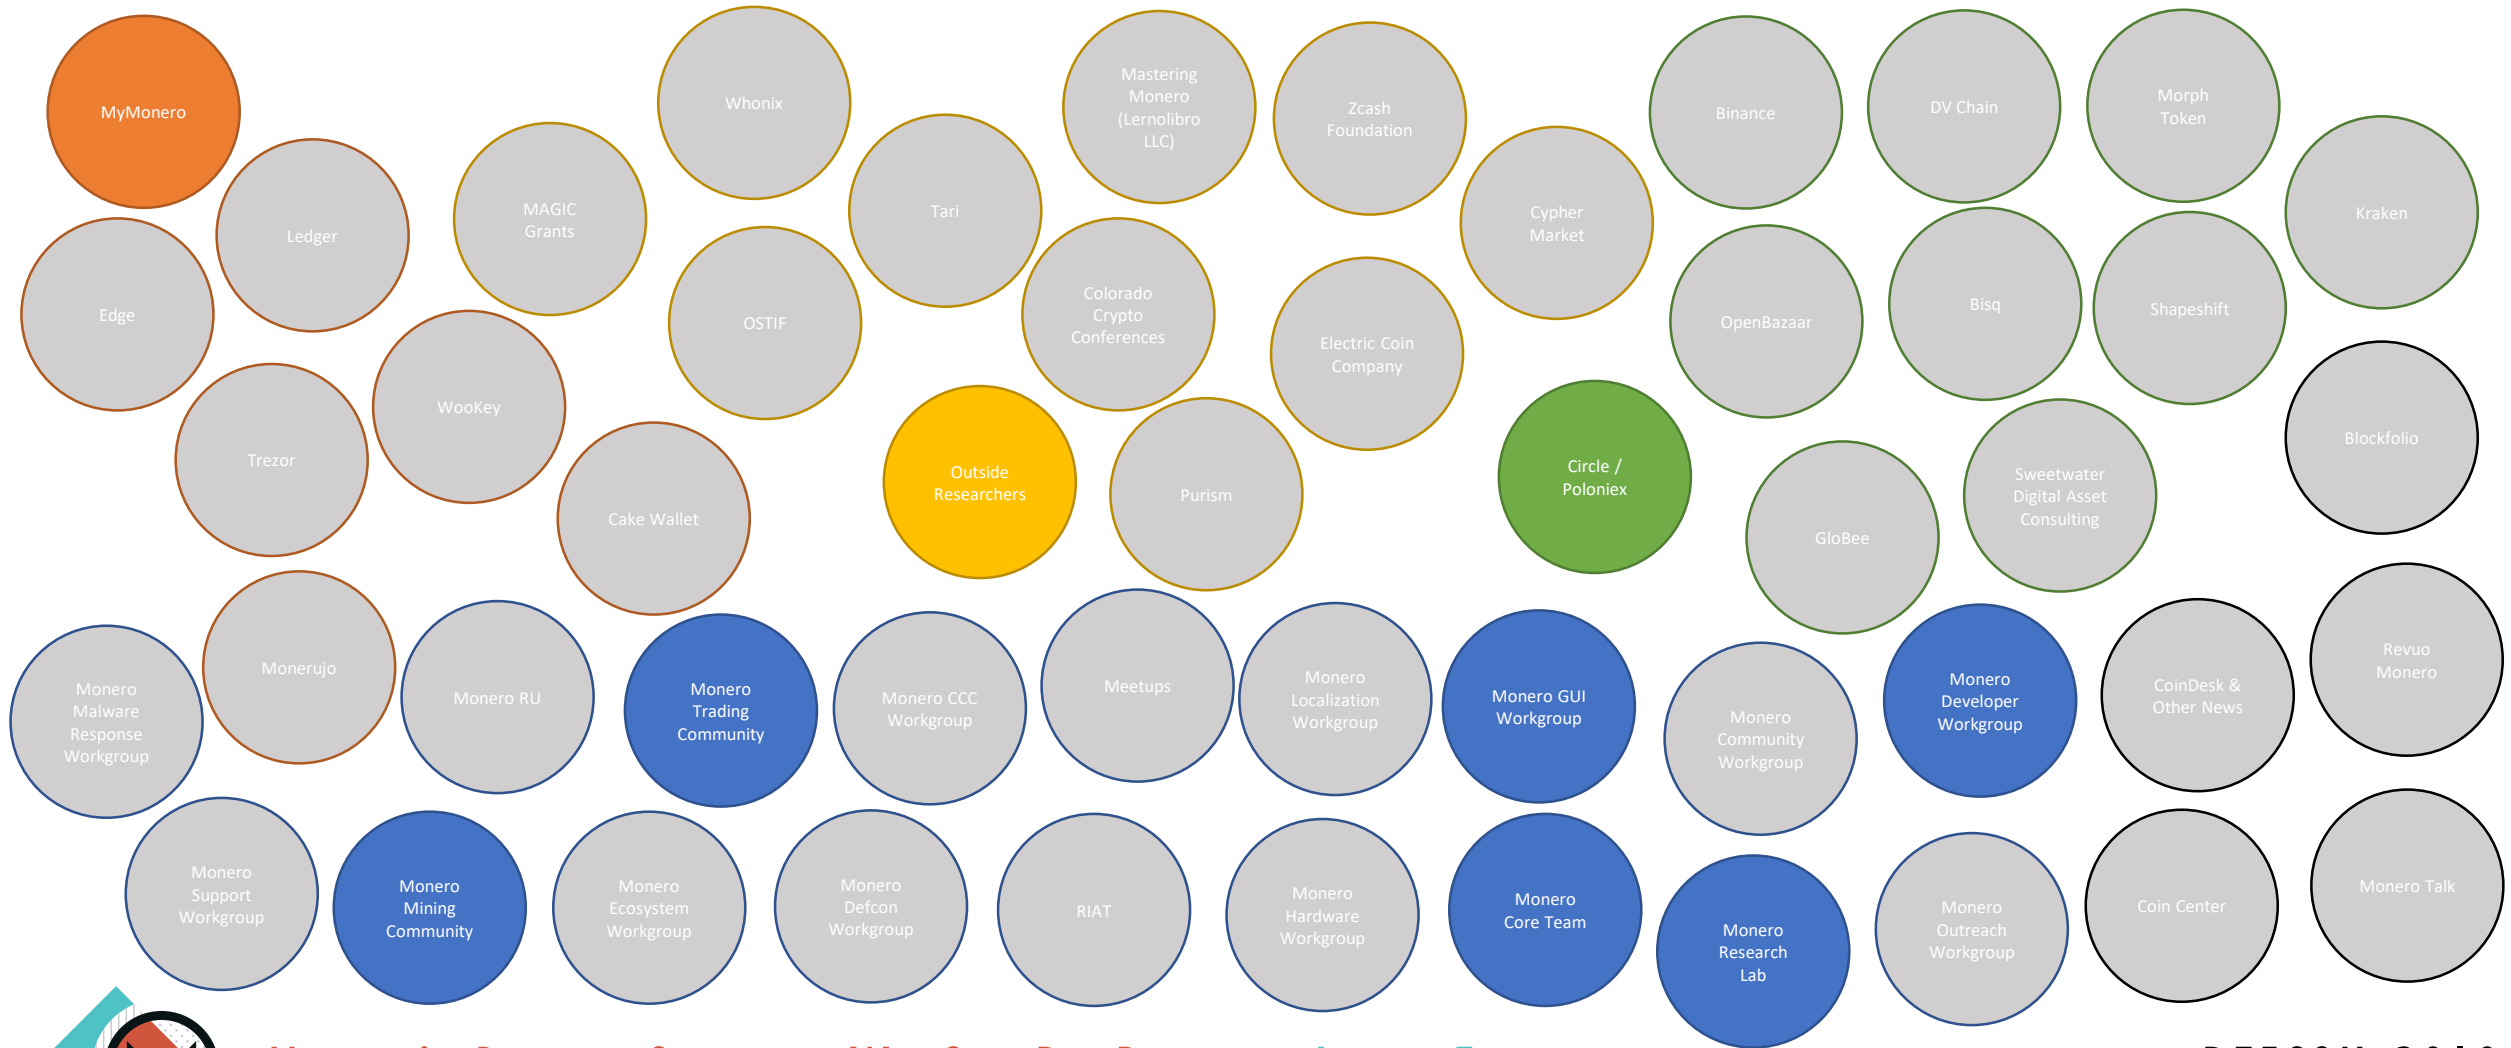 MyMonero
Whonix
Mastering
Monero
(Lernolibro
LLC)
Zcash
Foundation
Binance
DV Chain
Morph
Token
Ledger
MAGIC
Grants
Tari
Cypher
Market
Kraken
Edge
OSTIF
Colorado
Crypto
Conferences
Electric Coin
Company
OpenBazaar
Bisq
Shapeshift
Trezor
WooKey
Cake Wallet
Outside
Researchers
Purism
Circle /
Poloniex
GloBee
Sweetwater
Digital Asset
Consulting
Blockfolio
Monero
Malware
Response
Workgroup
Monerujo
Monero RU
Monero
Trading
Community
Monero CCC
Workgroup
Meetups
Monero
Localization
Workgroup
Monero GUI
Workgroup
Monero
Community
Workgroup
Monero
Developer
Workgroup
CoinDesk &
Other News
Revuo
Monero
Monero
Support
Workgroup
Monero
Mining
Community
Monero
Ecosystem
Workgroup
Monero
Defcon
Workgroup
RIAT
Monero
Hardware
Workgroup
Monero
Core Team
Monero
Research
Lab
Monero
Outreach
Workgroup
Coin Center
Monero Talk